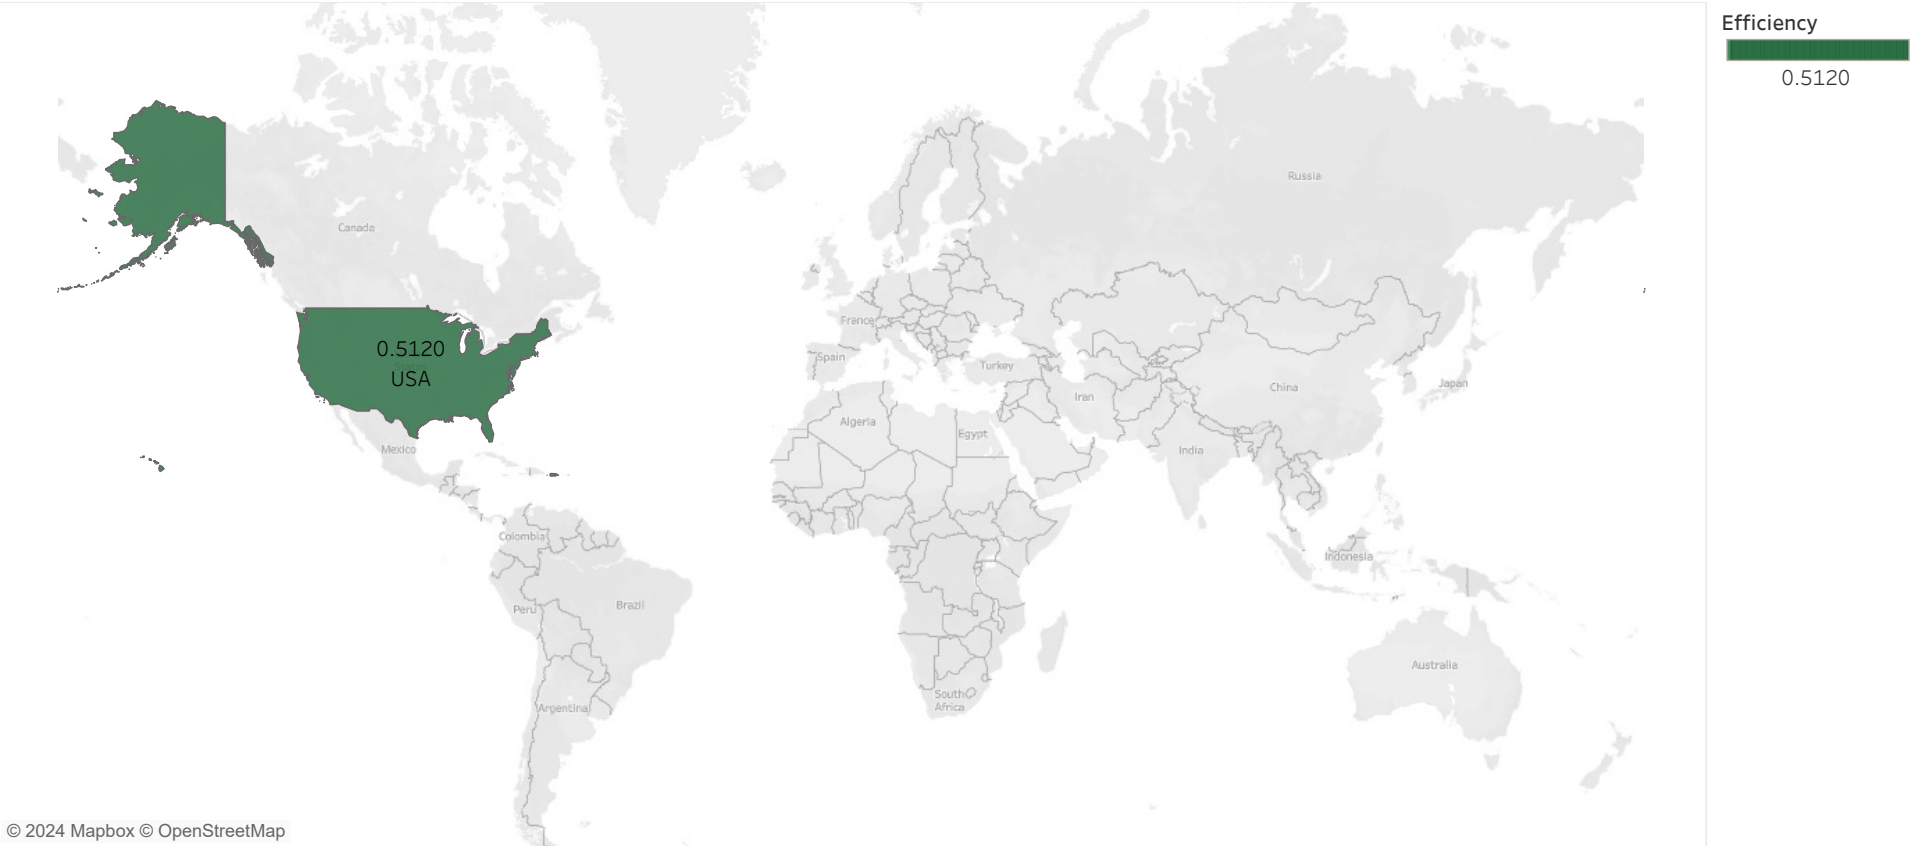 Efficiency
0.5120
Russia
Canada
0.5120
USA
France
Spain
Turkey
China
Japan
Iran
Algeria
Egypt
Mexico
India
Colombia
Indonesia
Peru
Brazil
Australia
South
Africa
Argentina
© 2024 Mapbox © OpenStreetMap